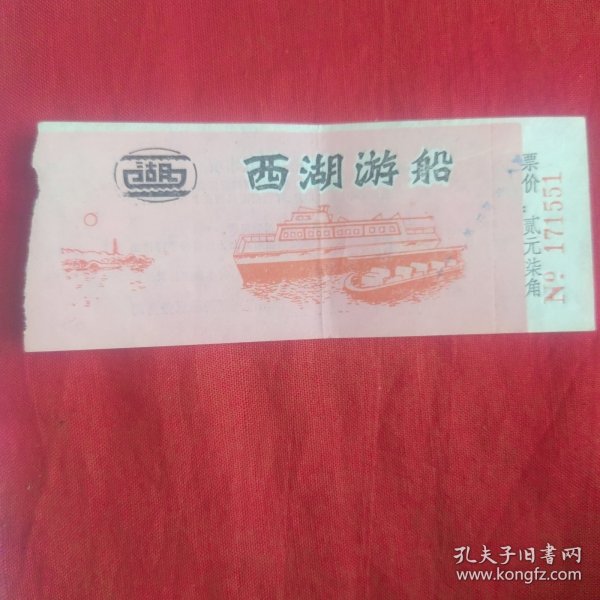 湖
西湖游船
票价：贰元柒角
No 171551
孔夫子旧书网
www.kongfz.com